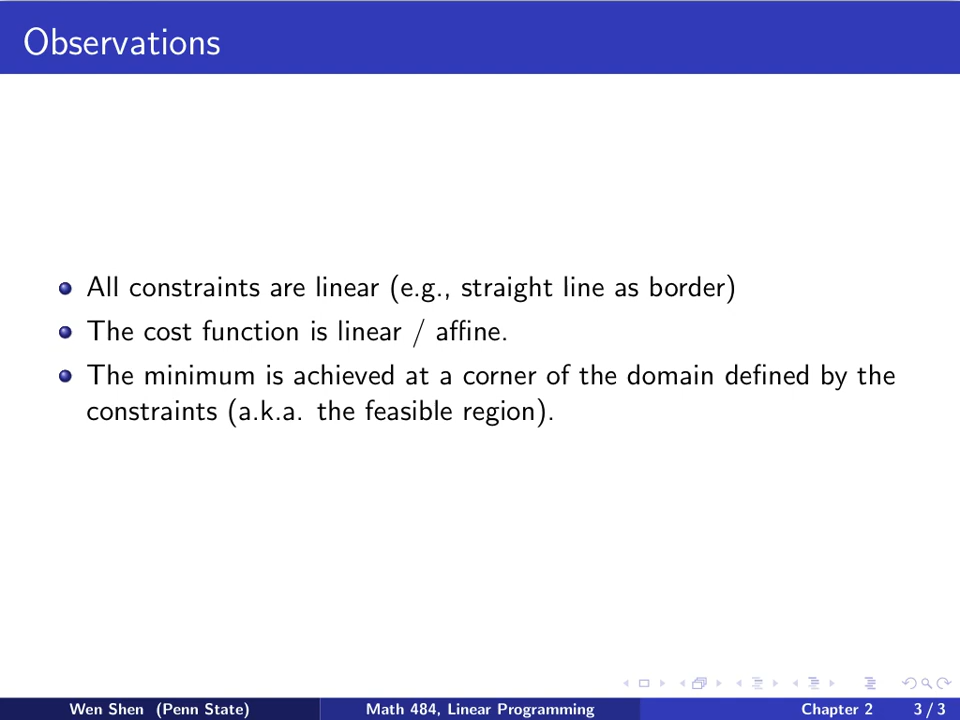 Observations
All constraints are linear (e.g., straight line as border)
The cost function is linear / affine.
The minimum is achieved at a corner of the domain defined by the
constraints (a.k.a. the feasible region).
Wen Shen (Penn State)
Math 484, Linear Programming
Chapter 2
3 / 3